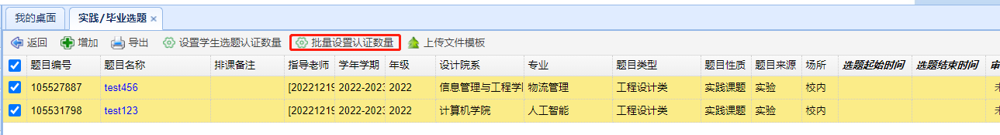 我的桌面 实践/毕业选题 ×
返回 增加 导出 设置学生选题认证数量 批量设置认证数量 上传文件模板
题目编号 题目名称 排课备注 指导老师 学年学期 年级 设计院系 专业 题目类型 题目性质 题目来源 场所 选题起始时间 选题结束时间 审
105527887 test456 [20221219 2022-2023 2022 信息管理与工程学 物流管理 工程设计类 实践课题 实验 校内
105531798 test123 [20221219 2022-2023 2022 计算机学院 人工智能 工程设计类 实践课题 实验 校内